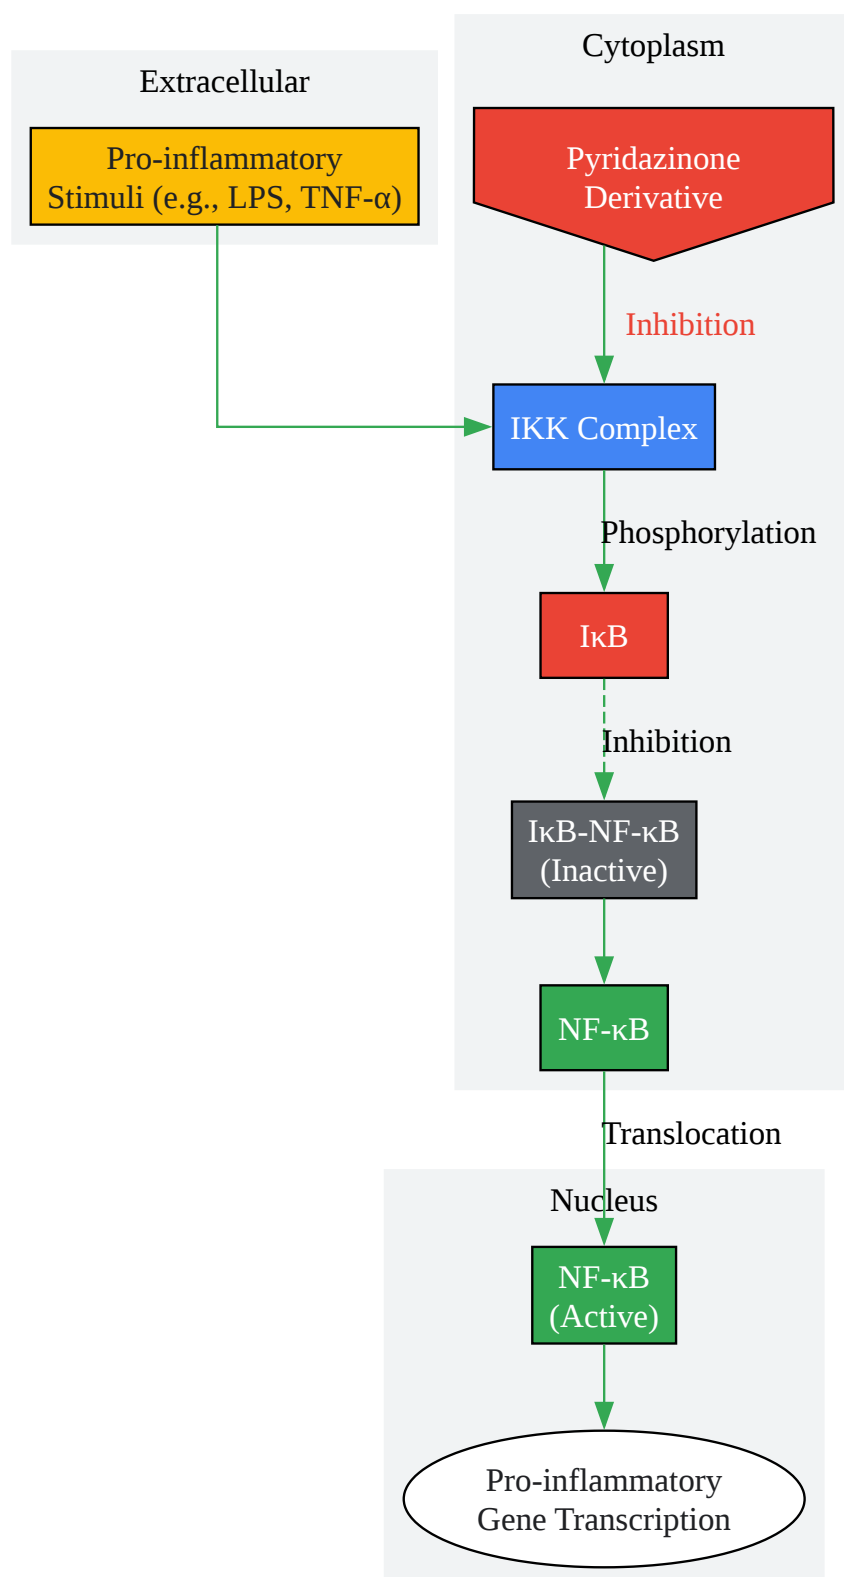 Extracellular
Pro-inflammatory
Stimuli (e.g., LPS, TNF-α)
Cytoplasm
Pyridazinone
Derivative
Inhibition
IKK Complex
Phosphorylation
IκB
Inhibition
IκB-NF-κB
(Inactive)
NF-κB
Translocation
Nucleus
NF-κB
(Active)
Pro-inflammatory
Gene Transcription